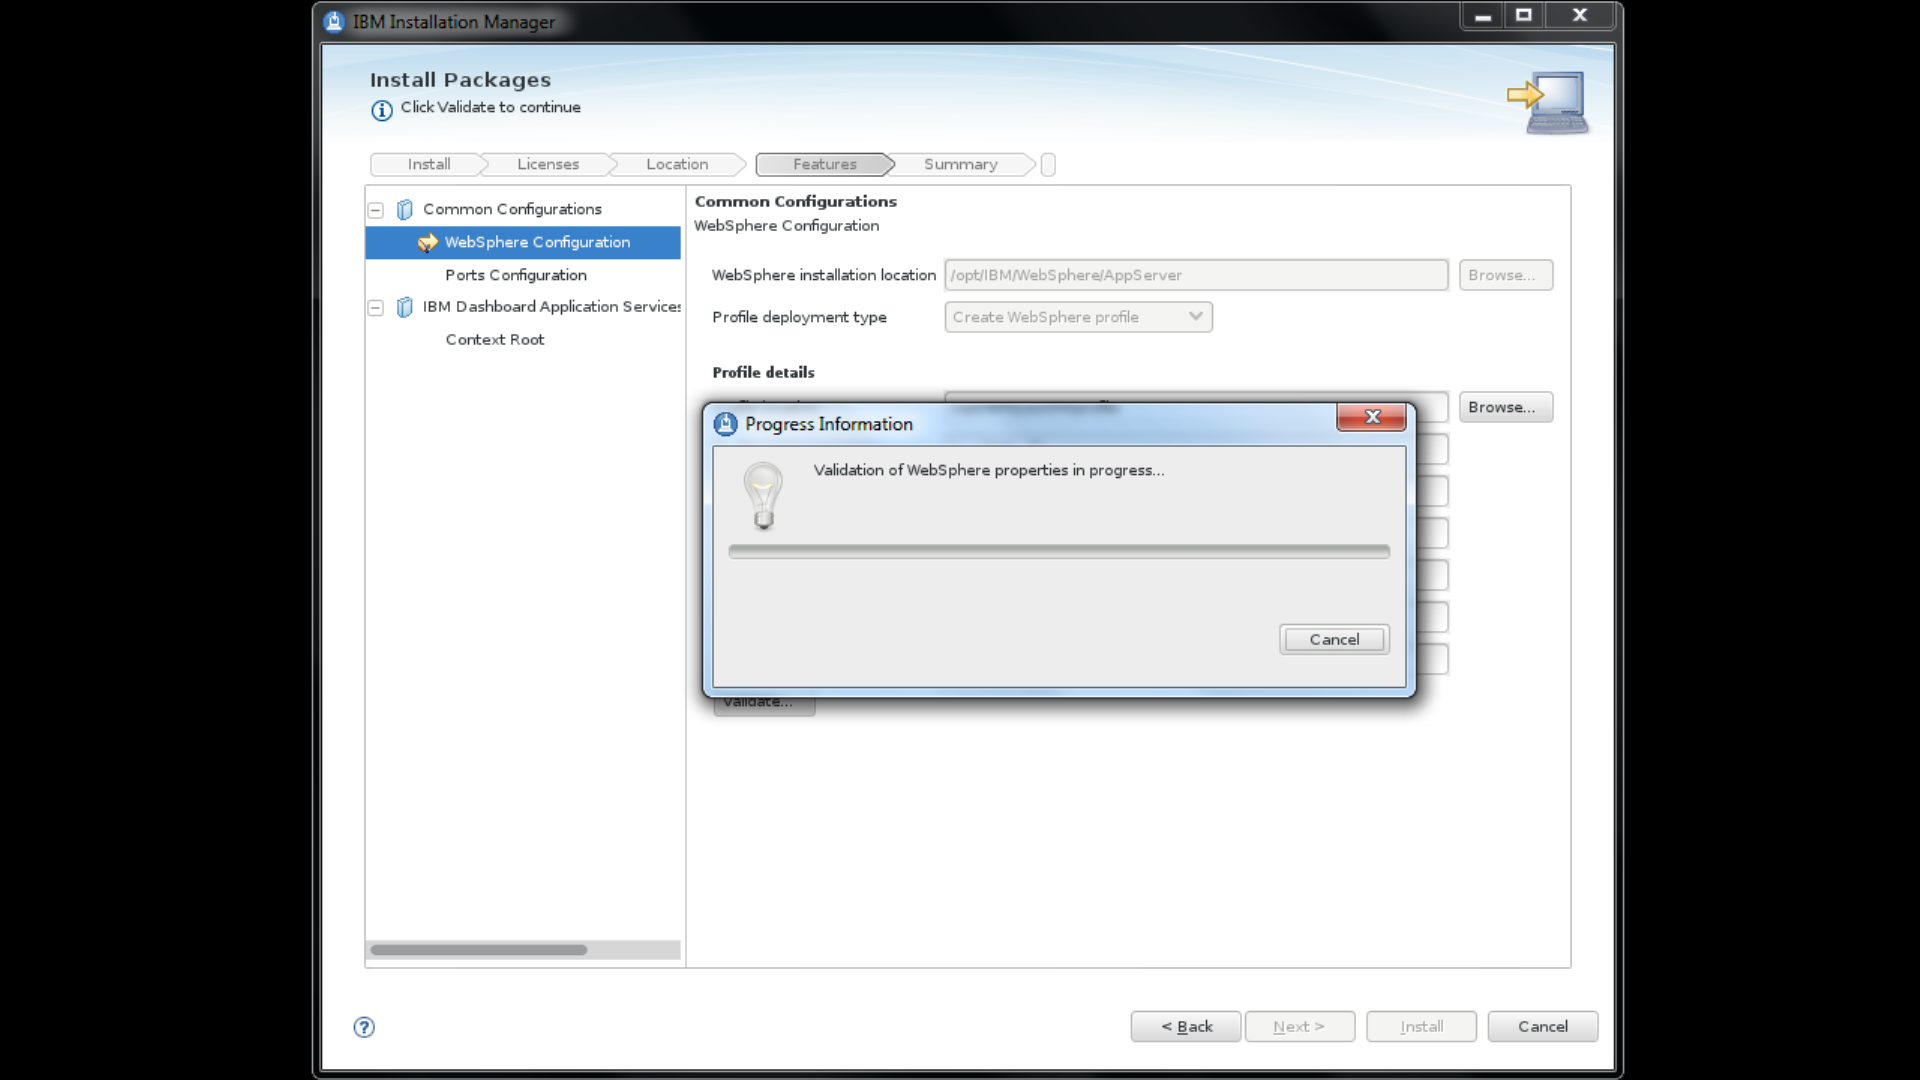 IBM Installation Manager
Install Packages
Click Validate to continue
Install
Licenses
Location
Features
Summary
Common Configurations
WebSphere Configuration
Ports Configuration
IBM Dashboard Application Services
Context Root
Common Configurations
WebSphere Configuration
WebSphere installation location
/opt/IBM/WebSphere/AppServer
Browse...
Profile deployment type
Create WebSphere profile
Profile details
Browse...
Progress Information
Validation of WebSphere properties in progress...
Cancel
Validate...
< Back
Next >
Install
Cancel